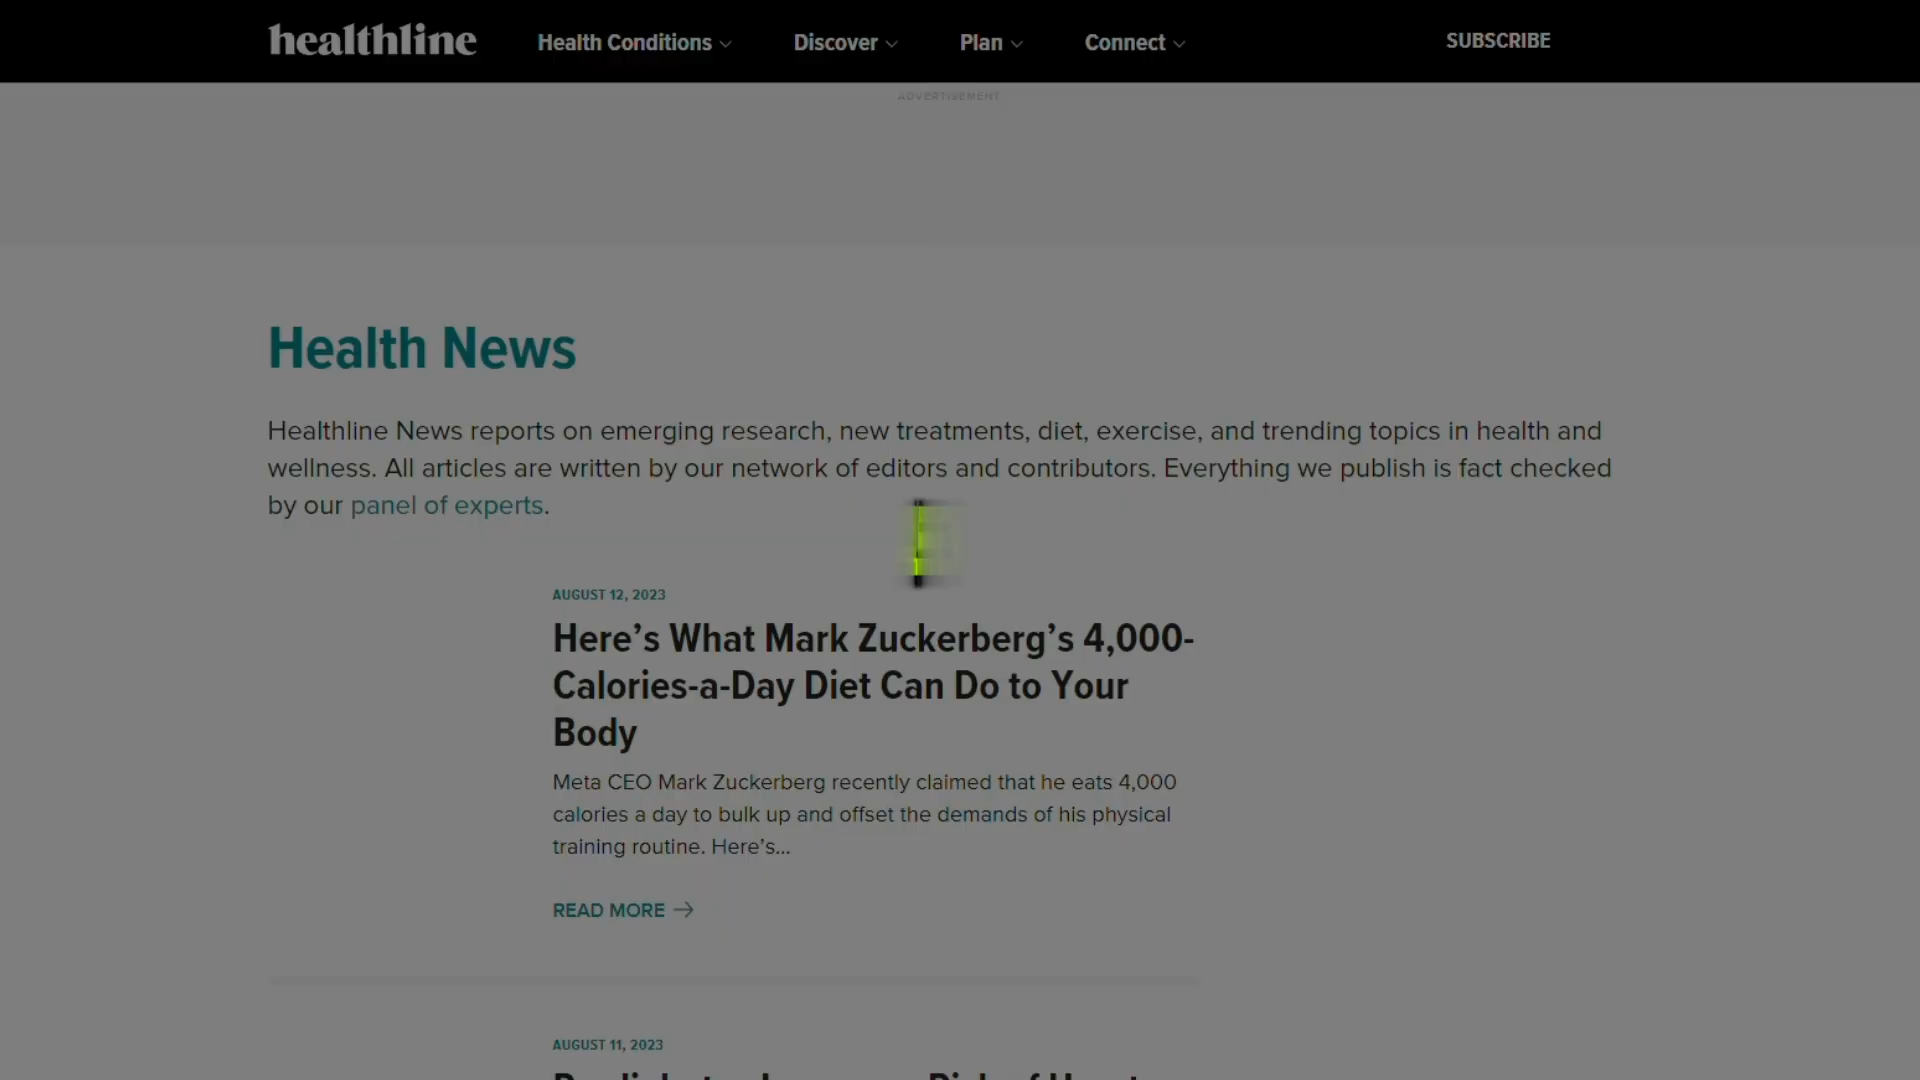 healthline
Health Conditions
Discover
Plan
Connect
SUBSCRIBE
ADVERTISEMENT
Health News
Healthline News reports on emerging research, new treatments, diet, exercise, and trending topics in health and
wellness. All articles are written by our network of editors and contributors. Everything we publish is fact checked
by our panel of experts.
AUGUST 12, 2023
Here’s What Mark Zuckerberg’s 4,000-
Calories-a-Day Diet Can Do to Your
Body
Meta CEO Mark Zuckerberg recently claimed that he eats 4,000
calories a day to bulk up and offset the demands of his physical
training routine. Here’s...
READ MORE
AUGUST 11, 2023